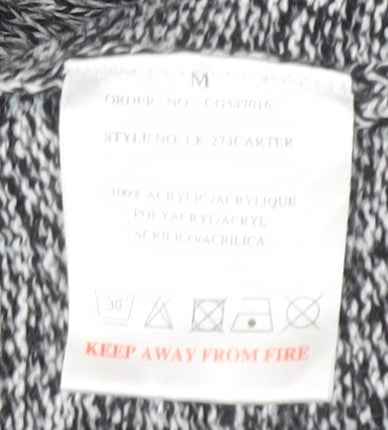 M
ORDER NO. CO547016
STYLE NO LK-274CARTER
100% ACRYLIC/ACRYLIQUE
POLYACRYL/ACRYL
ACRILICO/ACRILICA
30
KEEP AWAY FROM FIRE